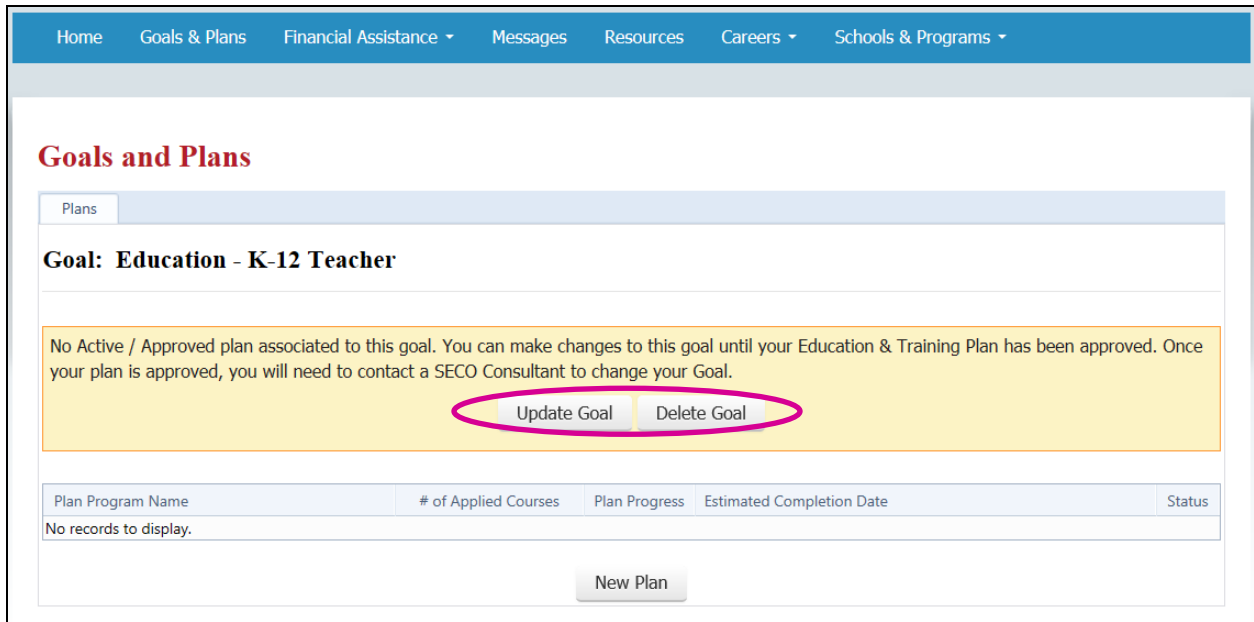 Home Goals & Plans Financial Assistance Messages Resources Careers Schools & Programs
Goals and Plans
Plans
Goal: Education - K-12 Teacher
No Active / Approved plan associated to this goal. You can make changes to this goal until your Education & Training Plan has been approved. Once
your plan is approved, you will need to contact a SECO Consultant to change your Goal.
Update Goal Delete Goal
Plan Program Name # of Applied Courses Plan Progress Estimated Completion Date Status
No records to display.
New Plan